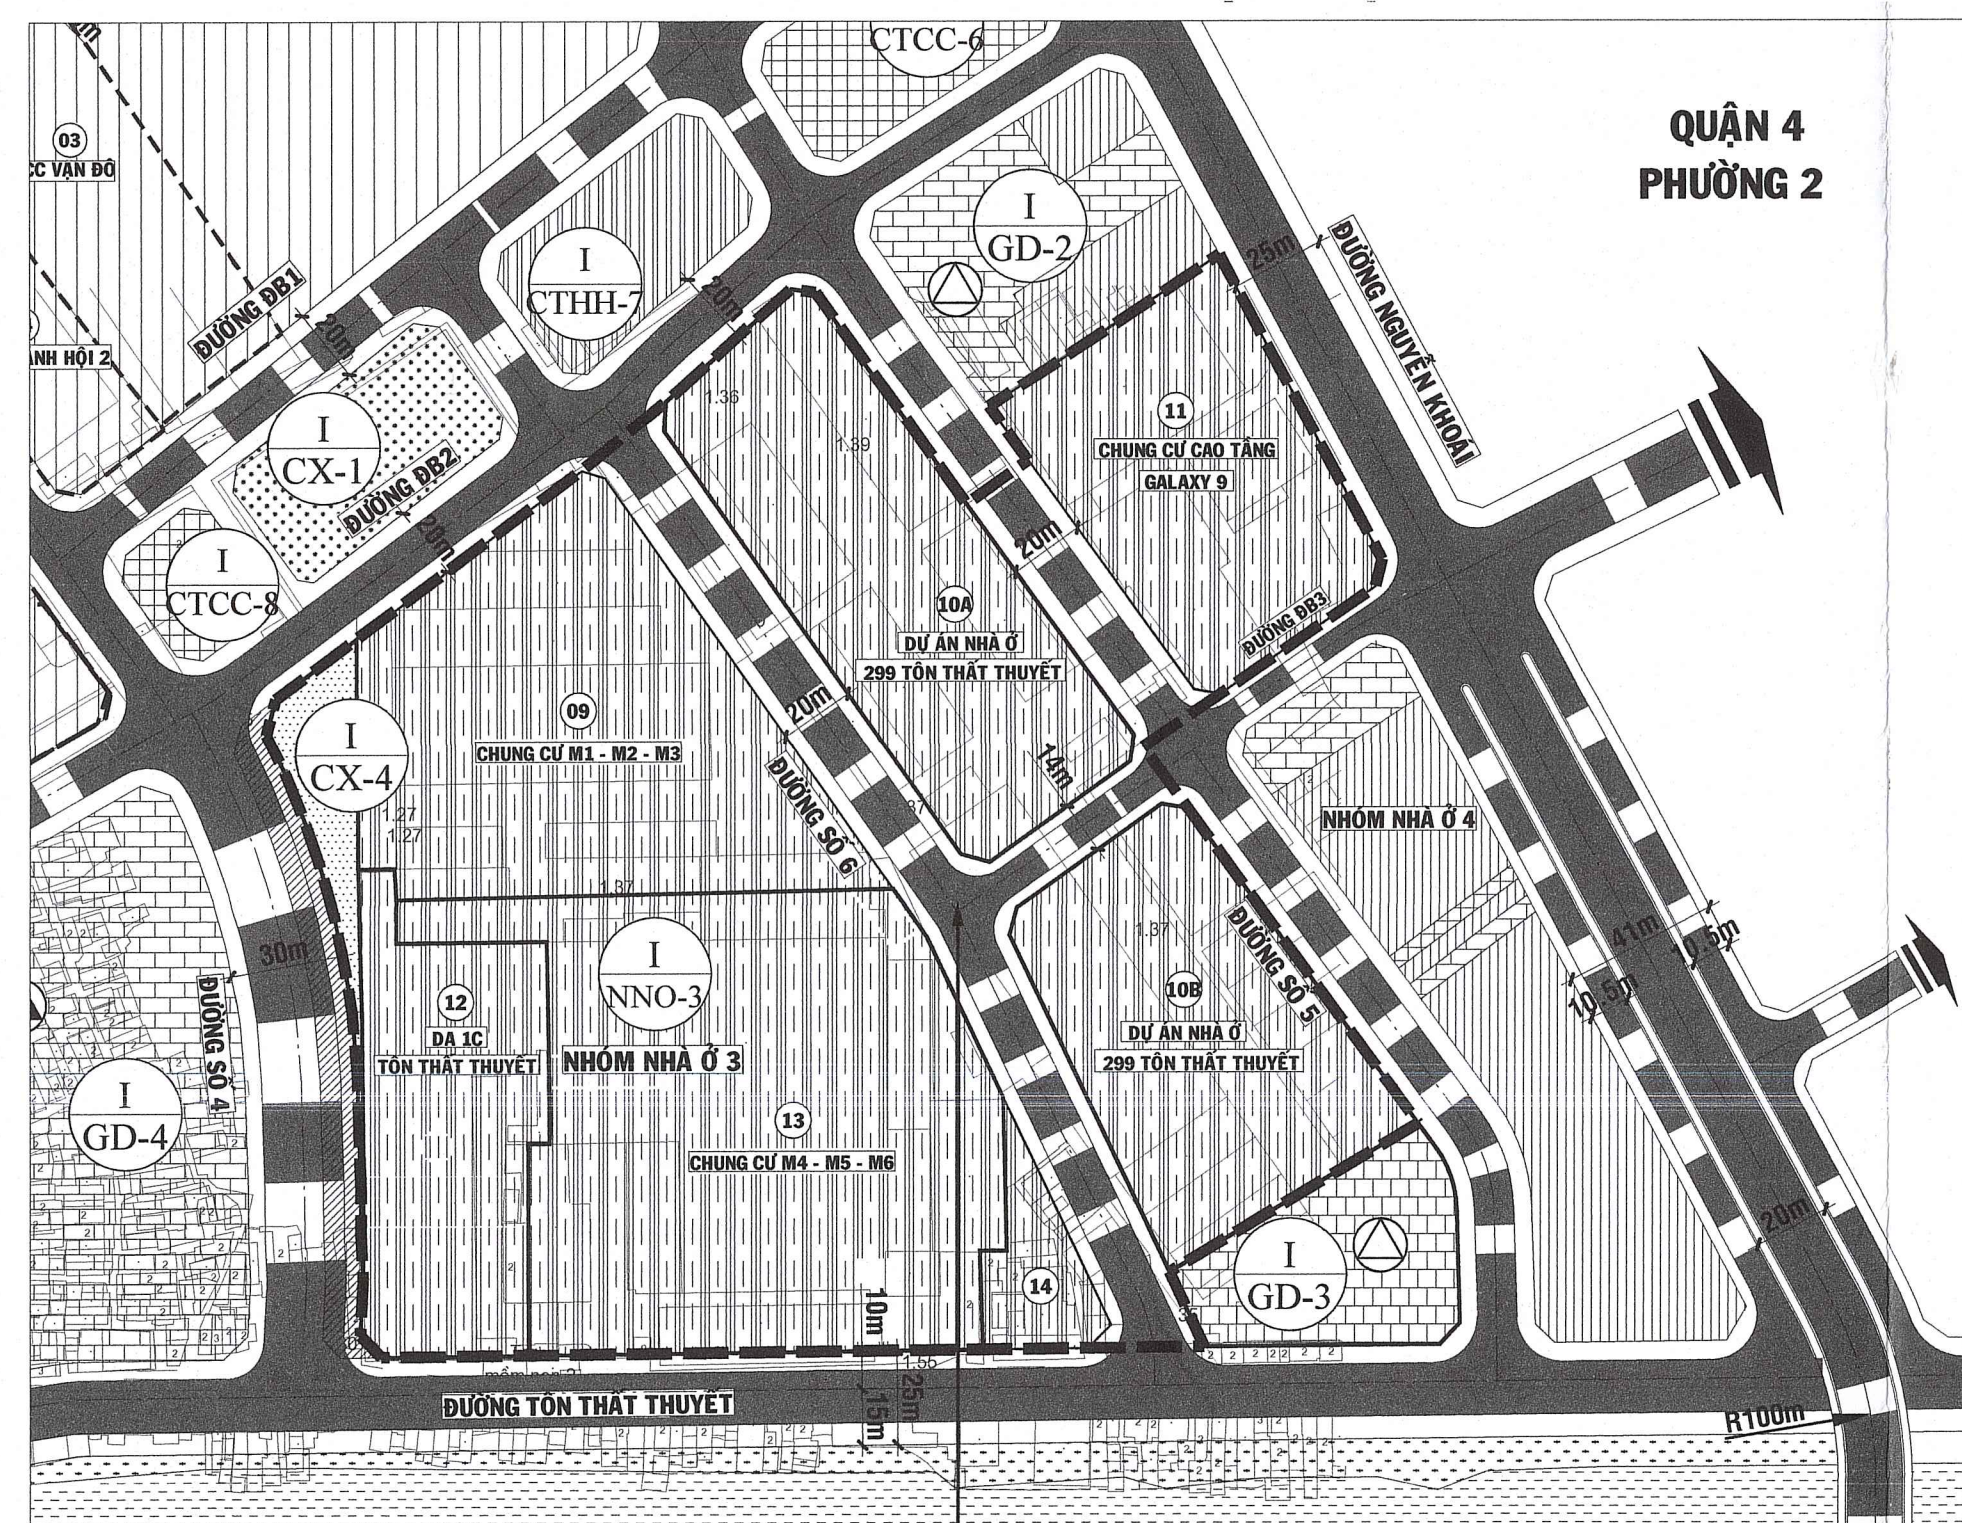 CTCC-6
QUẬN 4
PHƯỜNG 2
03
CC VẠN ĐÔ
I
GD-2
I
CTHH-7
ĐƯỜNG ĐB1
20m
20m
25m
ĐƯỜNG NGUYỄN KHOÁI
ANH HỘI 2
1.36
1.39
11
CHUNG CƯ CAO TẦNG
GALAXY 9
I
CX-1
ĐƯỜNG ĐB2
20m
20m
I
CTCC-8
10A
DỰ ÁN NHÀ Ở
299 TÔN THẤT THUYẾT
ĐƯỜNG ĐB3
09
CHUNG CƯ M1 - M2 - M3
20m
I
CX-4
14m
ĐƯỜNG SỐ 6
1.27
1.27
37
NHÓM NHÀ Ở 4
1.37
1.37
ĐƯỜNG SỐ 5
41m
10.5m
10.5m
30m
ĐƯỜNG SỐ 4
I
NNO-3
NHÓM NHÀ Ở 3
12
DA 1C
TÔN THẤT THUYẾT
10B
DỰ ÁN NHÀ Ở
299 TÔN THẤT THUYẾT
I
GD-4
13
CHUNG CƯ M4 - M5 - M6
20m
14
I
GD-3
35
10m
1.55
25m
15m
mầm non 2
ĐƯỜNG TÔN THẤT THUYẾT
R100m